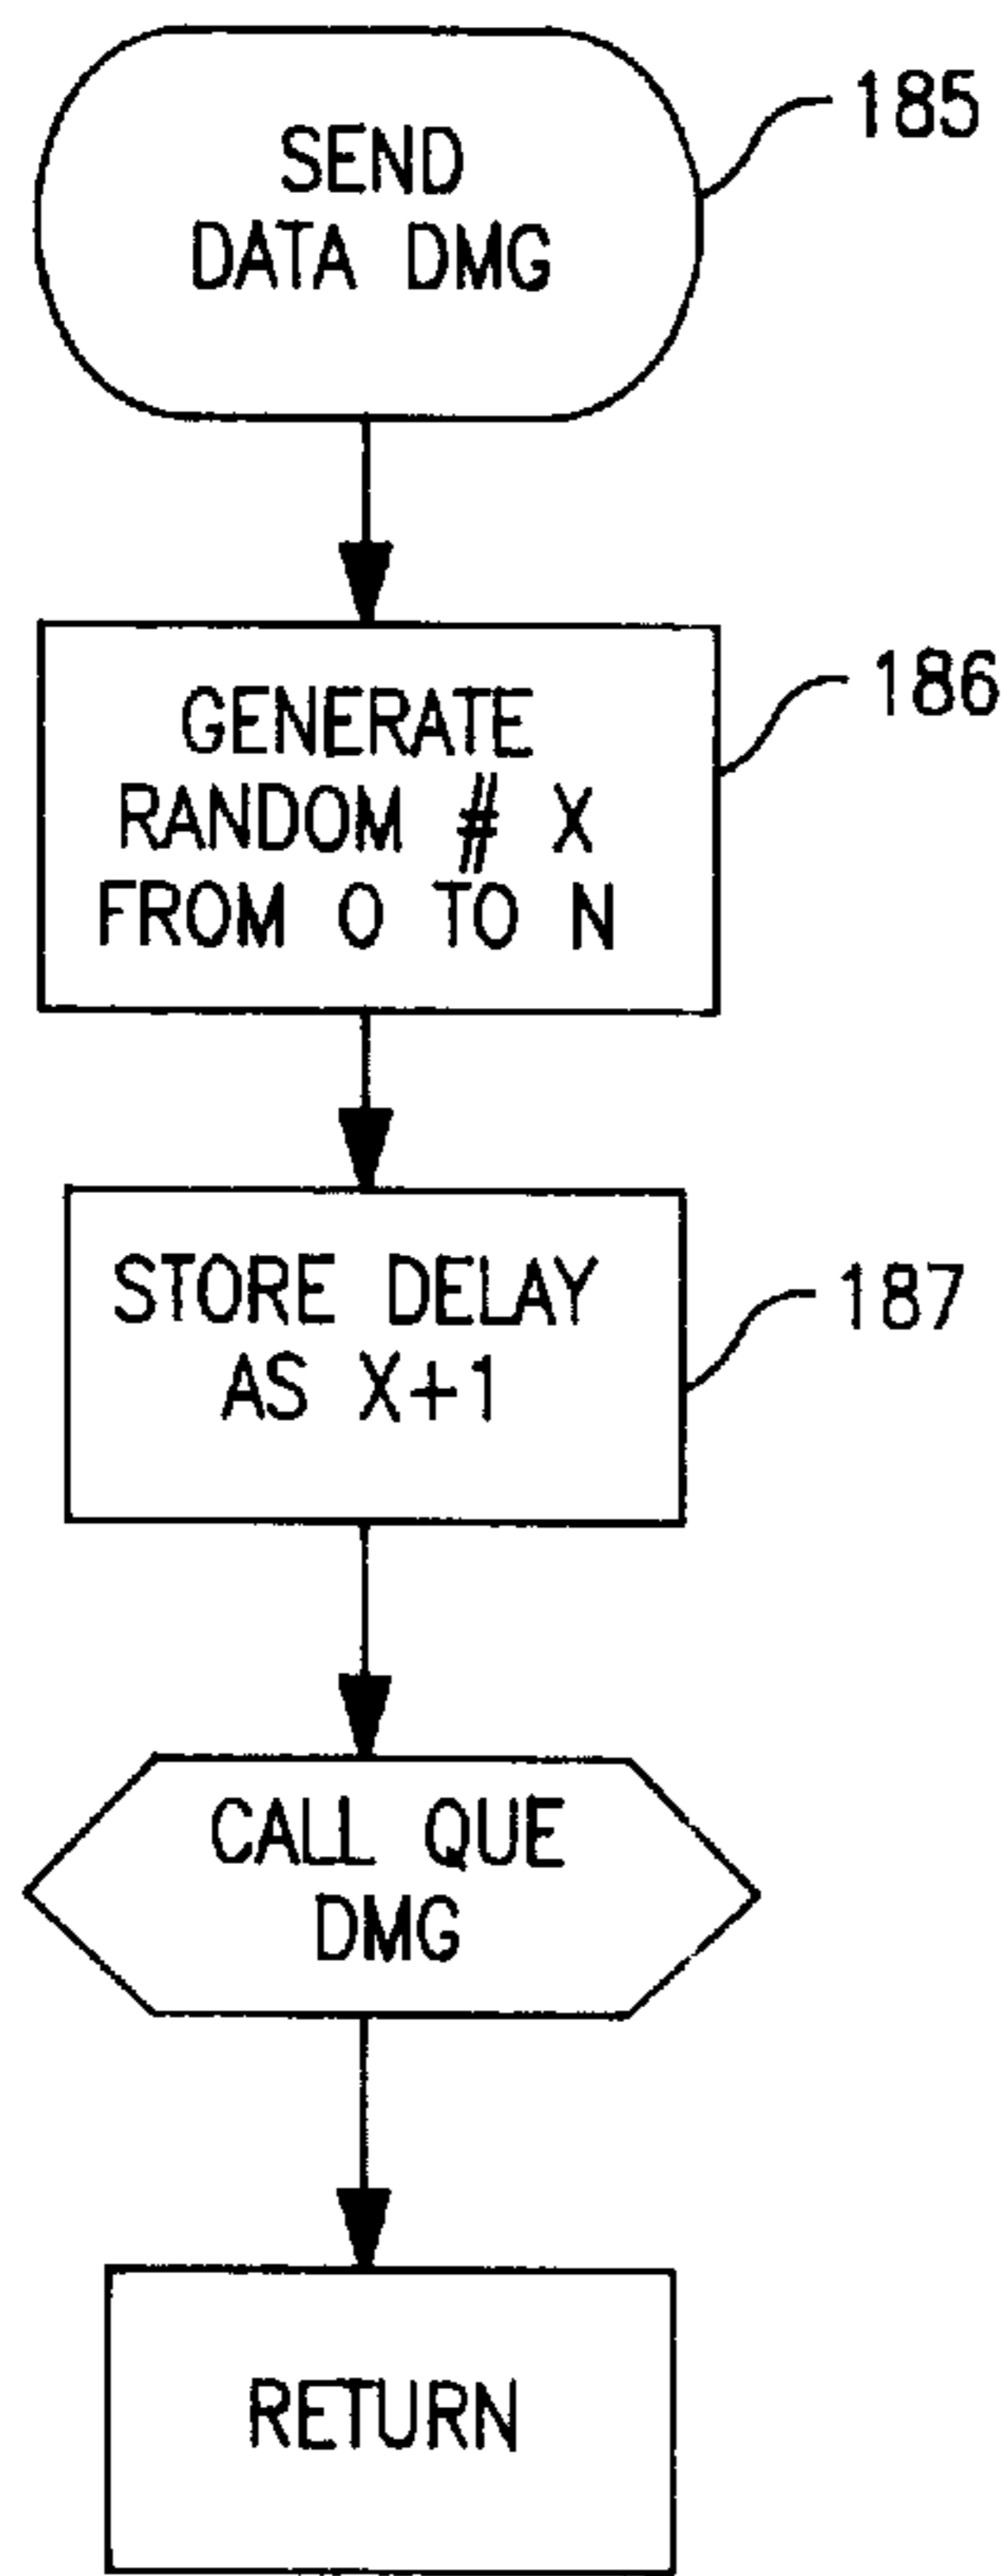 SEND
DATA DMG
185
GENERATE
RANDOM # X
FROM 0 TO N
186
STORE DELAY
AS X+1
187
CALL QUE
DMG
RETURN